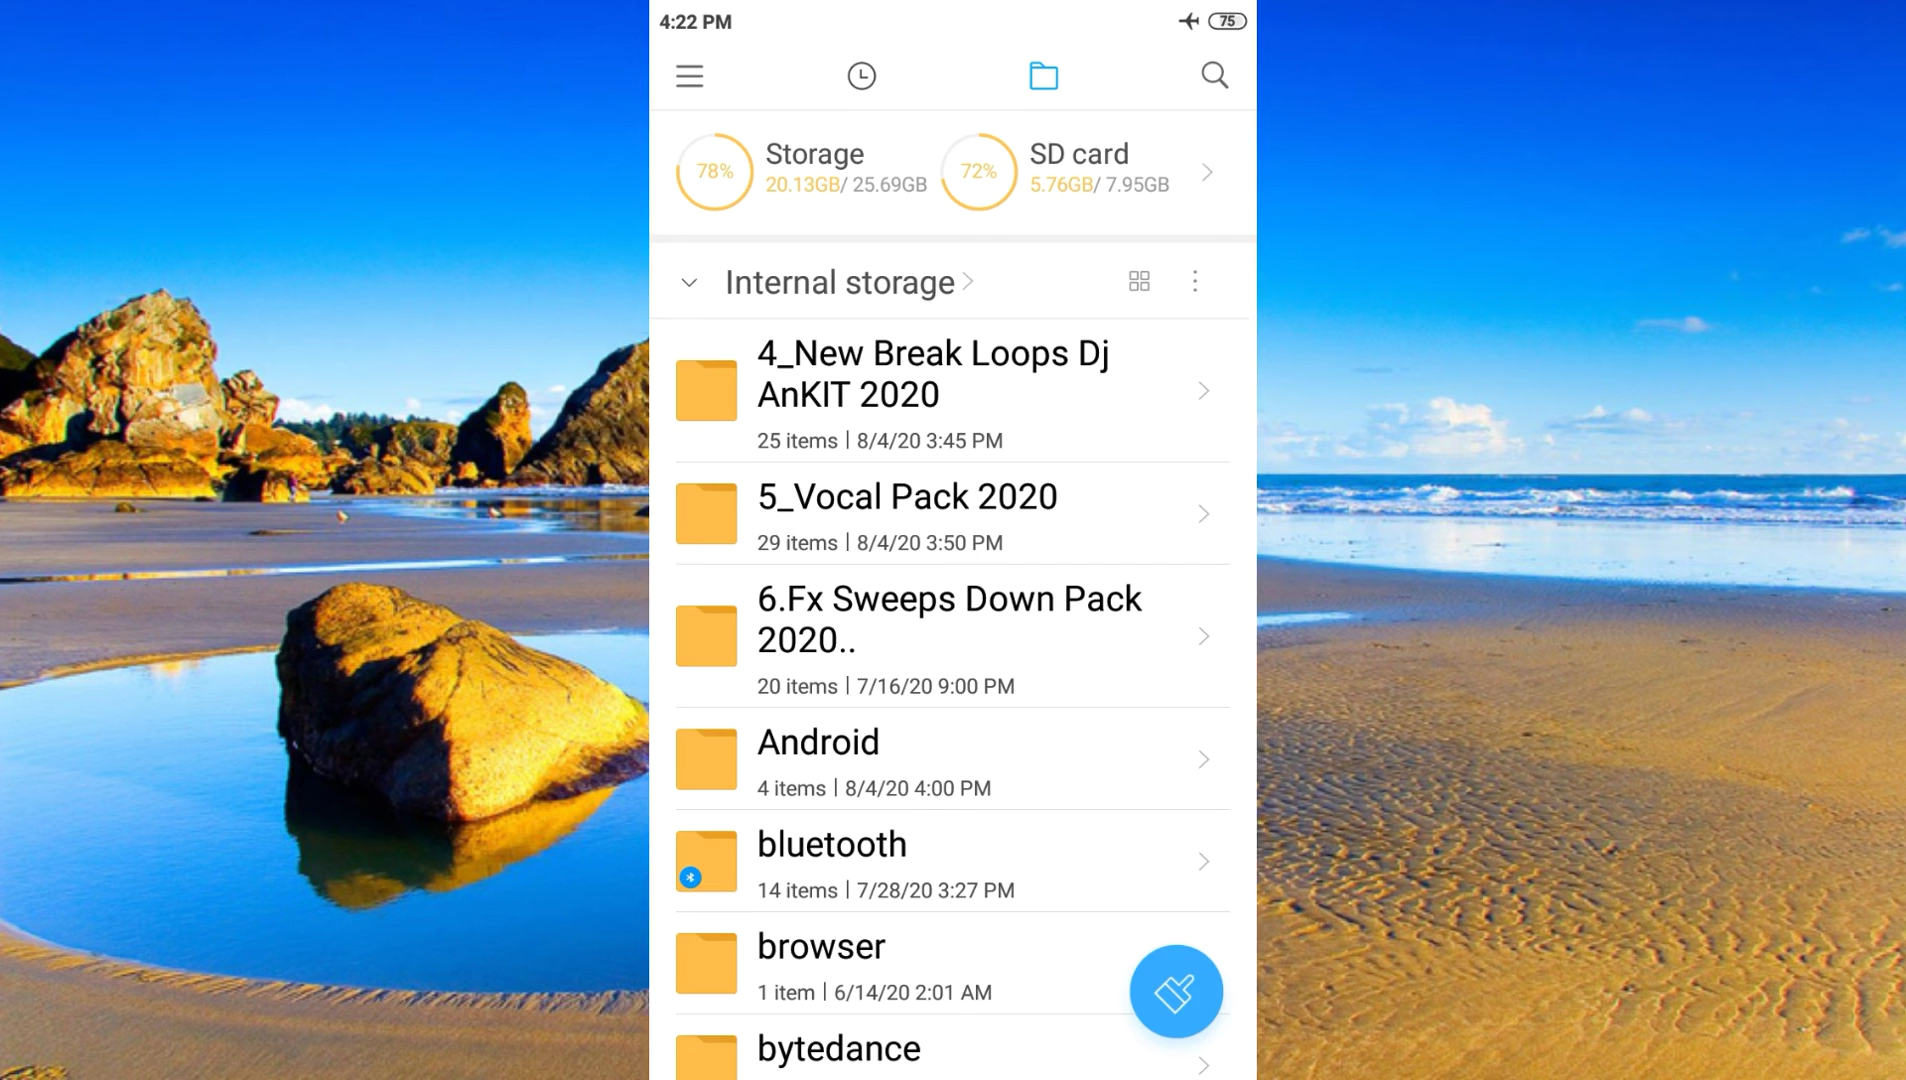 4:22 PM
75
78%
Storage
20.13GB/ 25.69GB
72%
SD card
5.76GB/ 7.95GB
Internal storage
4_New Break Loops Dj
AnKIT 2020
25 items | 8/4/20 3:45 PM
5_Vocal Pack 2020
29 items | 8/4/20 3:50 PM
6.Fx Sweeps Down Pack
2020..
20 items | 7/16/20 9:00 PM
Android
4 items | 8/4/20 4:00 PM
bluetooth
14 items | 7/28/20 3:27 PM
browser
1 item | 6/14/20 2:01 AM
bytedance